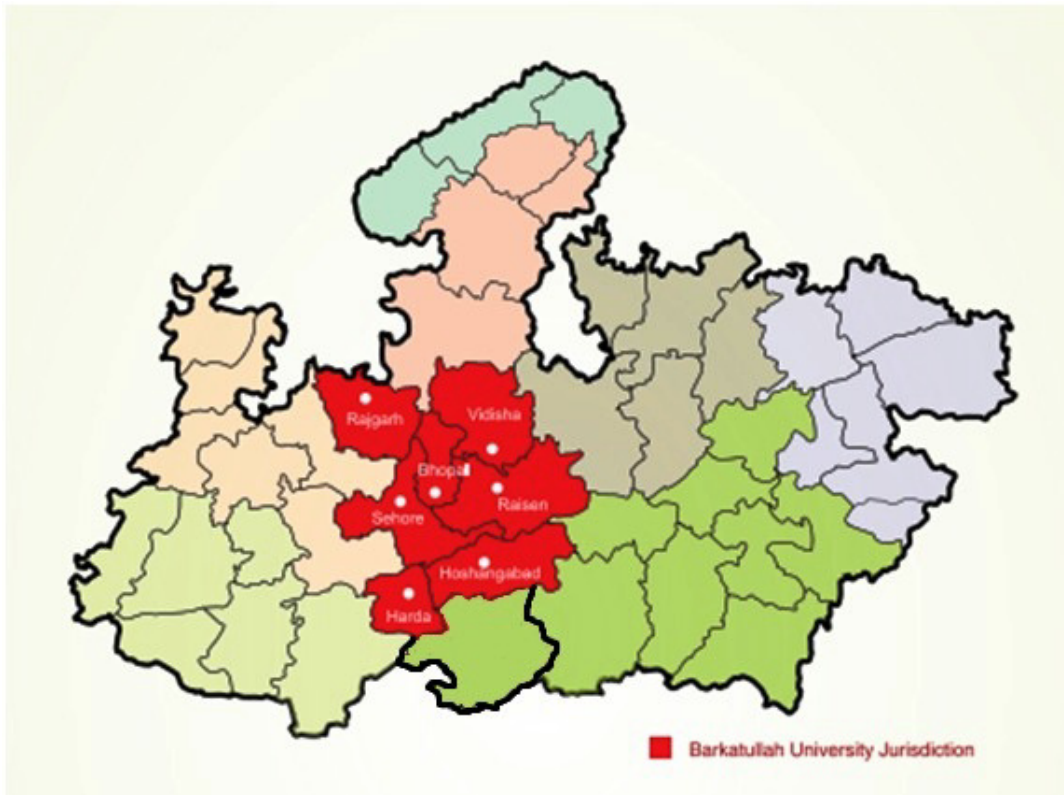 Rajgarh
Vidisha
Bhopal
Sehore
Raisen
Hoshangabad
Harda
Barkatullah University Jurisdiction